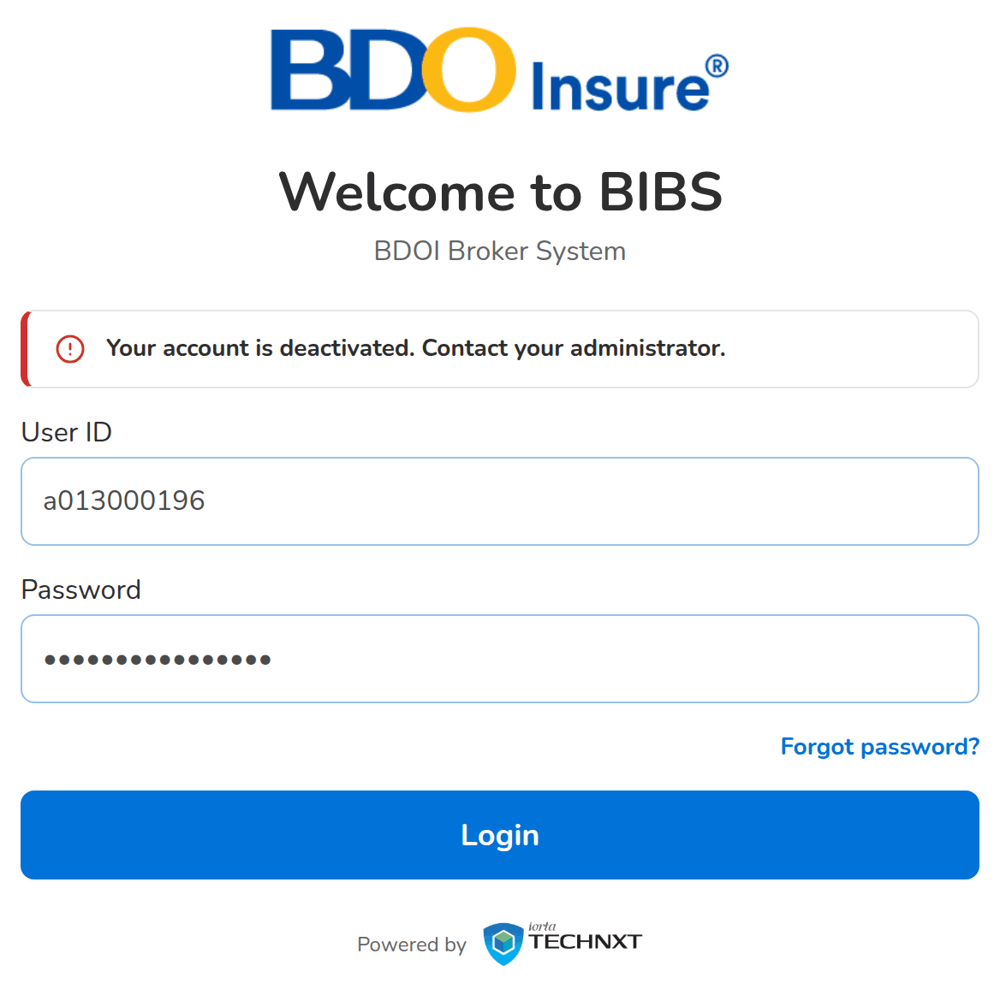 BDO Insure®
Welcome to BIBS
BDOI Broker System
Your account is deactivated. Contact your administrator.
User ID
a013000196
Password
••••••••••••••••
Forgot password?
Login
Powered by
iorta
TECHNXT